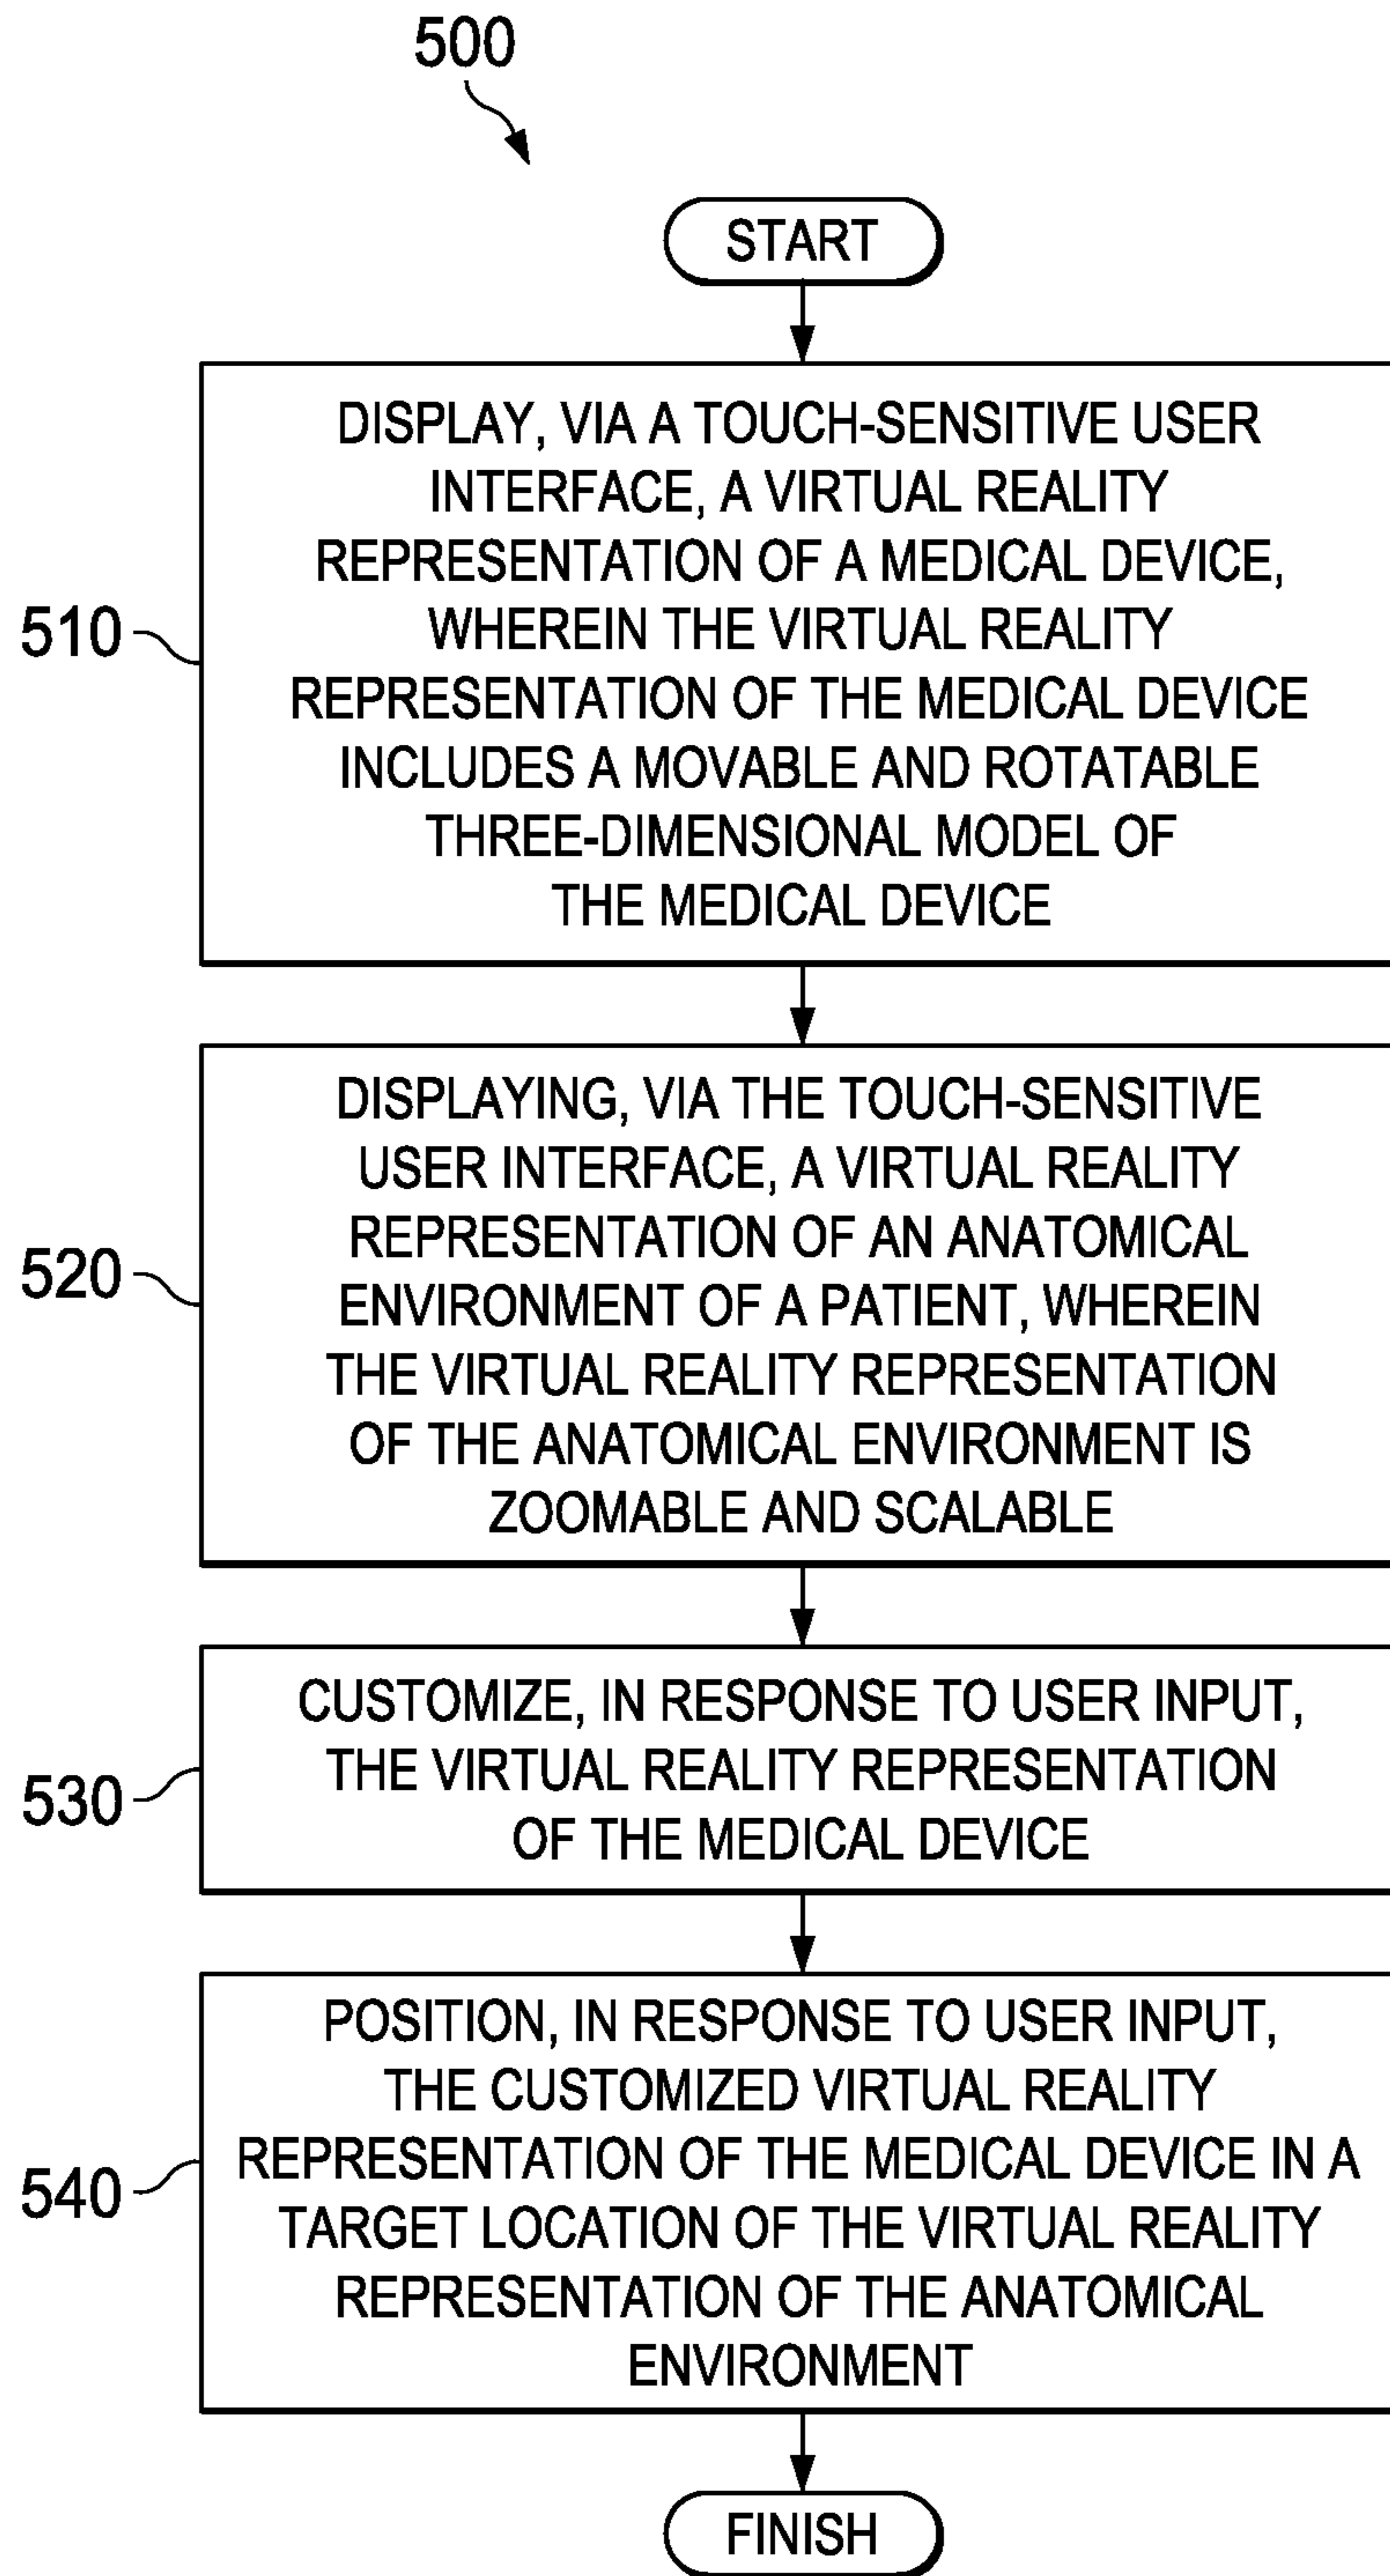 500
START
510
DISPLAY, VIA A TOUCH-SENSITIVE USER
INTERFACE, A VIRTUAL REALITY
REPRESENTATION OF A MEDICAL DEVICE,
WHEREIN THE VIRTUAL REALITY
REPRESENTATION OF THE MEDICAL DEVICE
INCLUDES A MOVABLE AND ROTATABLE
THREE-DIMENSIONAL MODEL OF
THE MEDICAL DEVICE
520
DISPLAYING, VIA THE TOUCH-SENSITIVE
USER INTERFACE, A VIRTUAL REALITY
REPRESENTATION OF AN ANATOMICAL
ENVIRONMENT OF A PATIENT, WHEREIN
THE VIRTUAL REALITY REPRESENTATION
OF THE ANATOMICAL ENVIRONMENT IS
ZOOMABLE AND SCALABLE
530
CUSTOMIZE, IN RESPONSE TO USER INPUT,
THE VIRTUAL REALITY REPRESENTATION
OF THE MEDICAL DEVICE
540
POSITION, IN RESPONSE TO USER INPUT,
THE CUSTOMIZED VIRTUAL REALITY
REPRESENTATION OF THE MEDICAL DEVICE IN A
TARGET LOCATION OF THE VIRTUAL REALITY
REPRESENTATION OF THE ANATOMICAL
ENVIRONMENT
FINISH